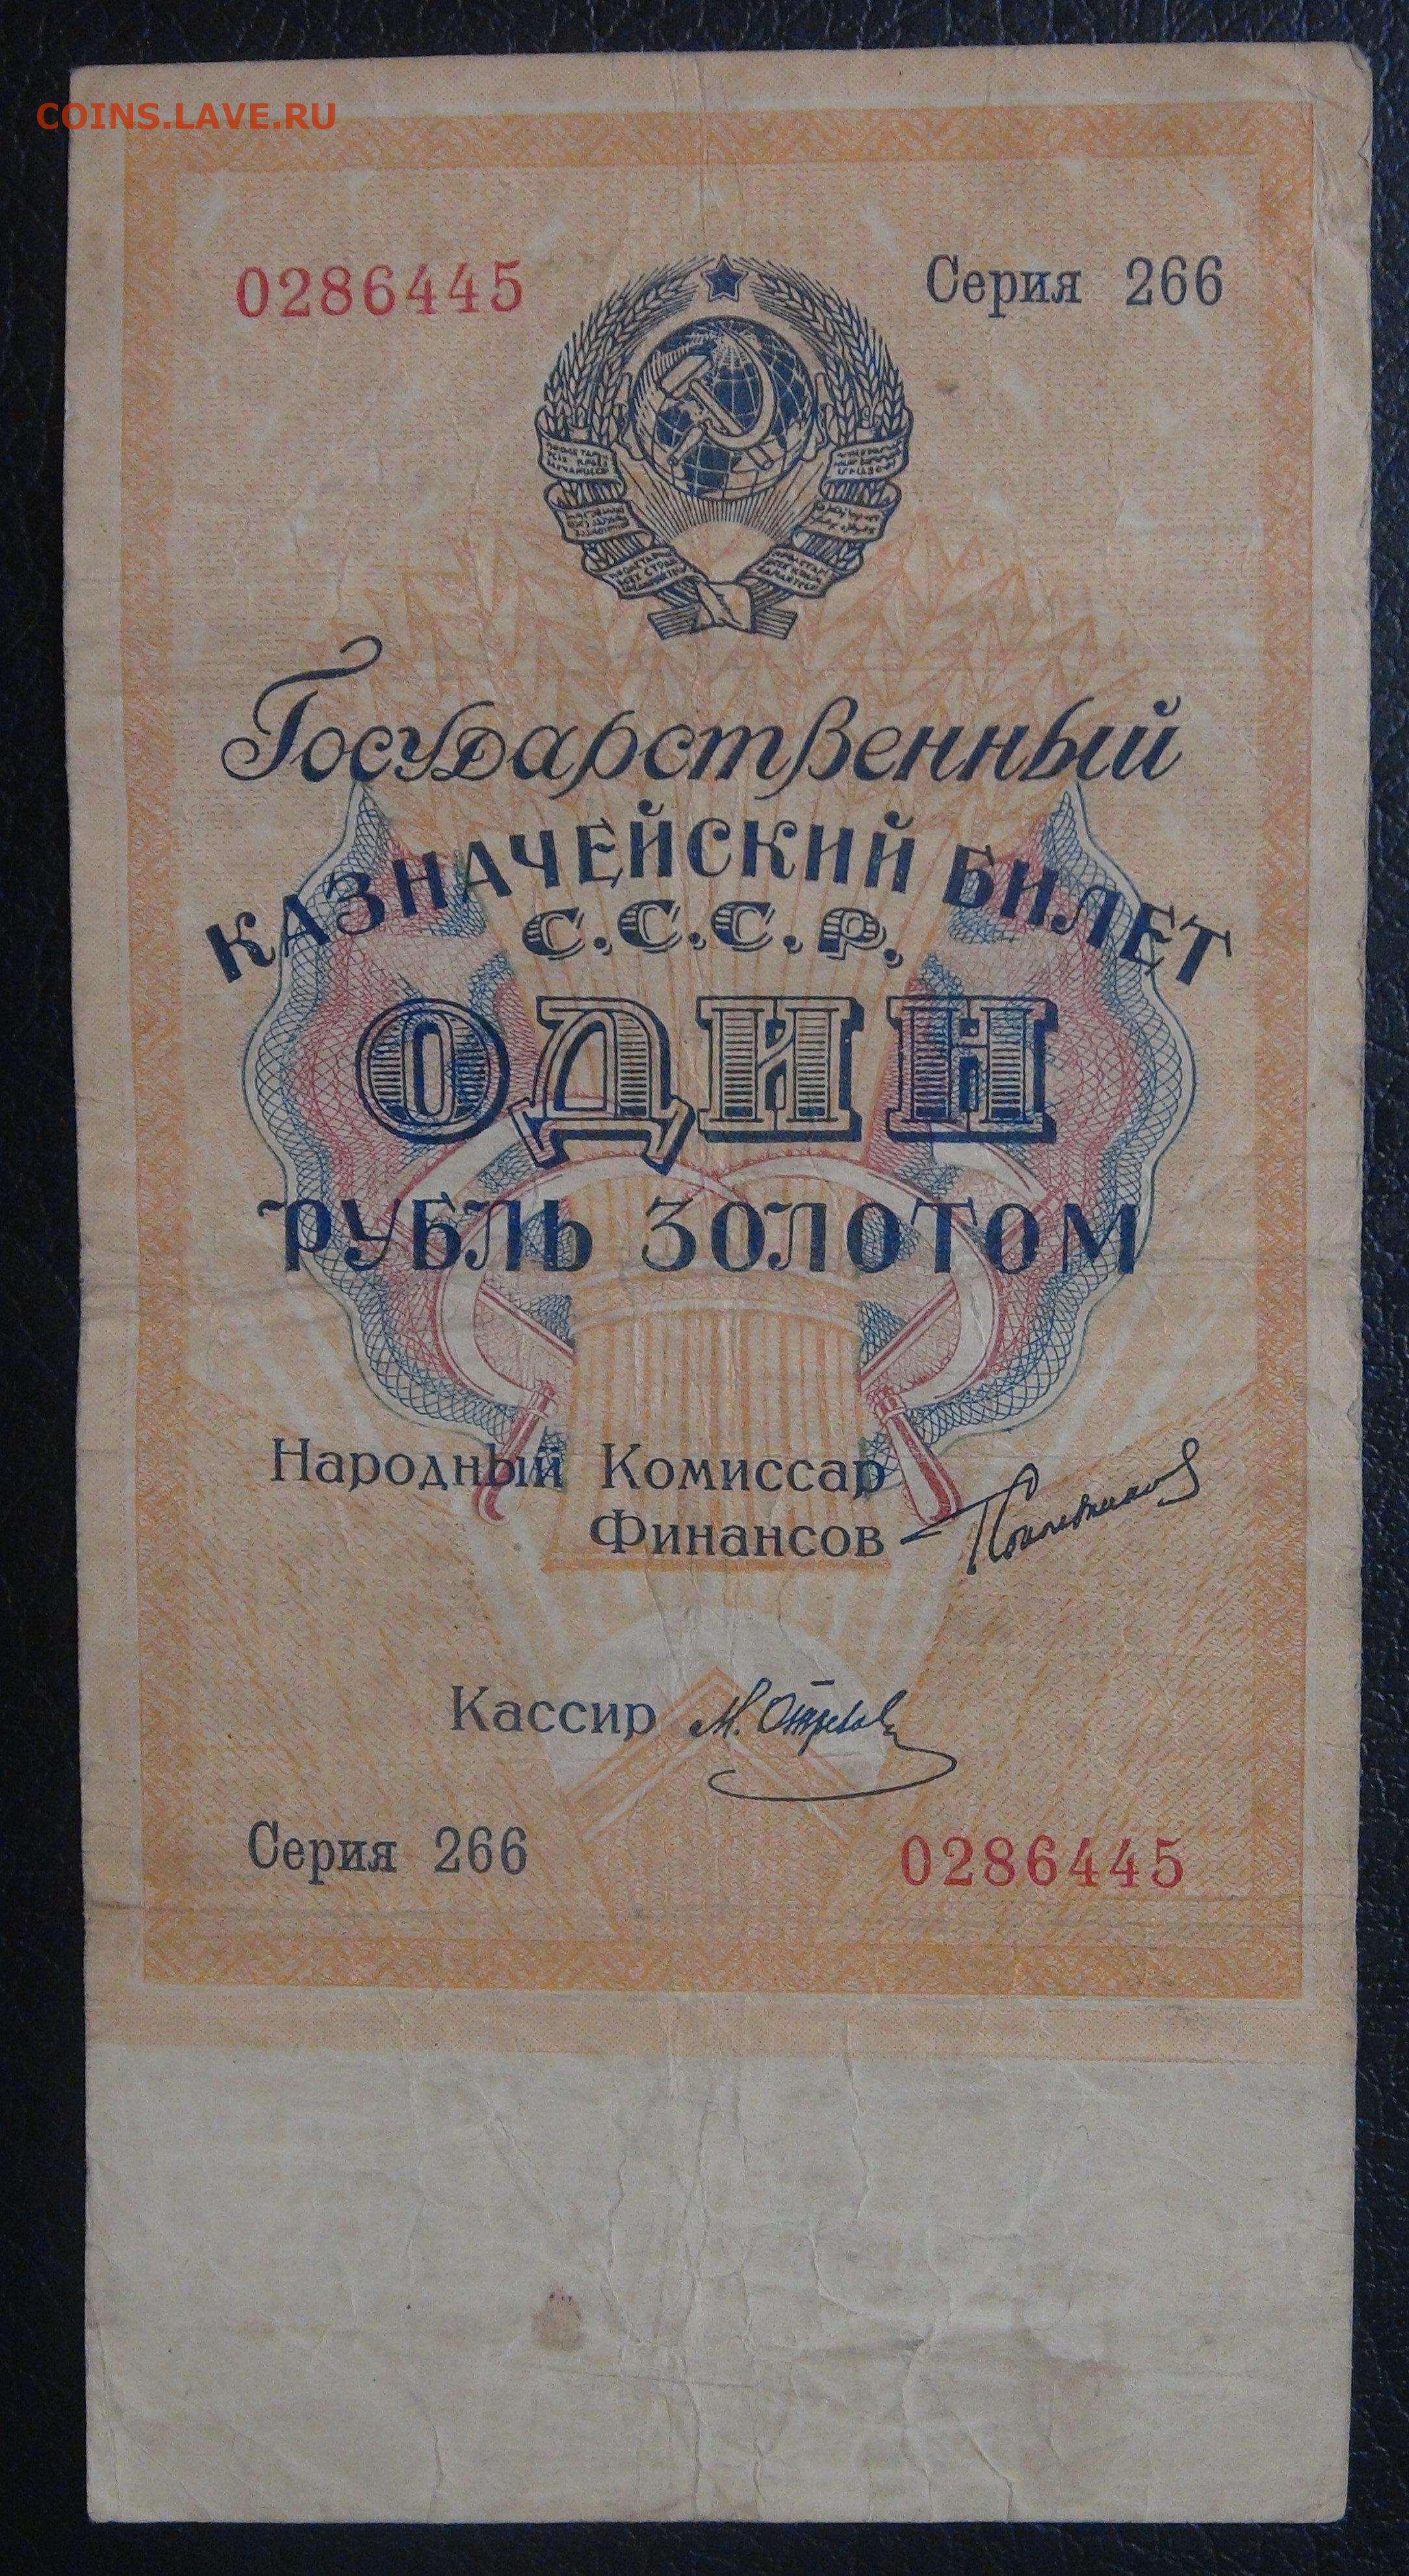 COINS.LAVE.RU
0286445 Серия 266
Государственный
КАЗНАЧЕЙСКИЙ БИЛЕТ
С.С.С.Р.
ОДИН
РУБЛЬ ЗОЛОТОМ
Народный Комиссар
Финансов
Кассир
Серия 266 0286445